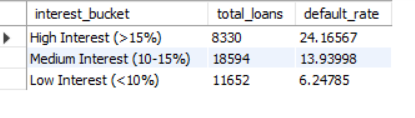 interest_bucket total_loans default_rate
High Interest (>15%) 8330 24.16567
Medium Interest (10-15%) 18594 13.93998
Low Interest (<10%) 11652 6.24785